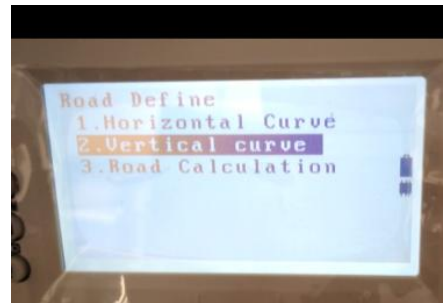 Road Define
1.Horizontal Curve
2.Vertical curve
3.Road Calculation